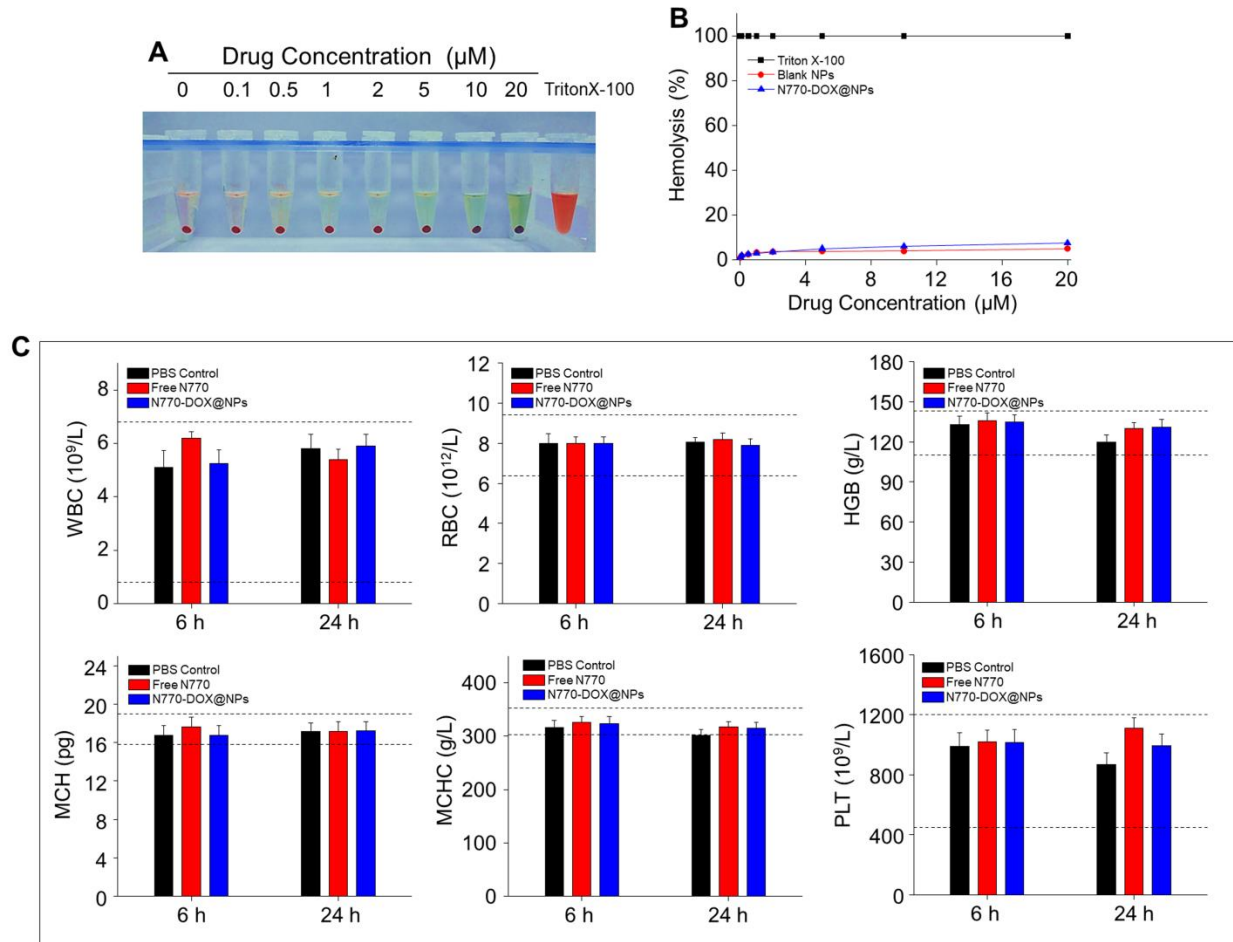 A
Drug Concentration (µM)
0 0.1 0.5 1 2 5 10 20 TritonX-100
B
100
80
60
40
20
0
Hemolysis (%)
Triton X-100
Blank NPs
N770-DOX@NPs
0 4 8 12 16 20
Drug Concentration (µM)
C
8
6
4
2
0
WBC (10⁹/L)
PBS Control
Free N770
N770-DOX@NPs
6 h 24 h
12
10
8
6
4
2
0
RBC (10¹²/L)
PBS Control
Free N770
N770-DOX@NPs
6 h 24 h
180
150
120
90
60
30
0
HGB (g/L)
PBS Control
Free N770
N770-DOX@NPs
6 h 24 h
24
20
16
12
8
4
0
MCH (pg)
PBS Control
Free N770
N770-DOX@NPs
6 h 24 h
400
300
200
100
0
MCHC (g/L)
PBS Control
Free N770
N770-DOX@NPs
6 h 24 h
1600
1200
800
400
0
PLT (10⁹/L)
PBS Control
Free N770
N770-DOX@NPs
6 h 24 h